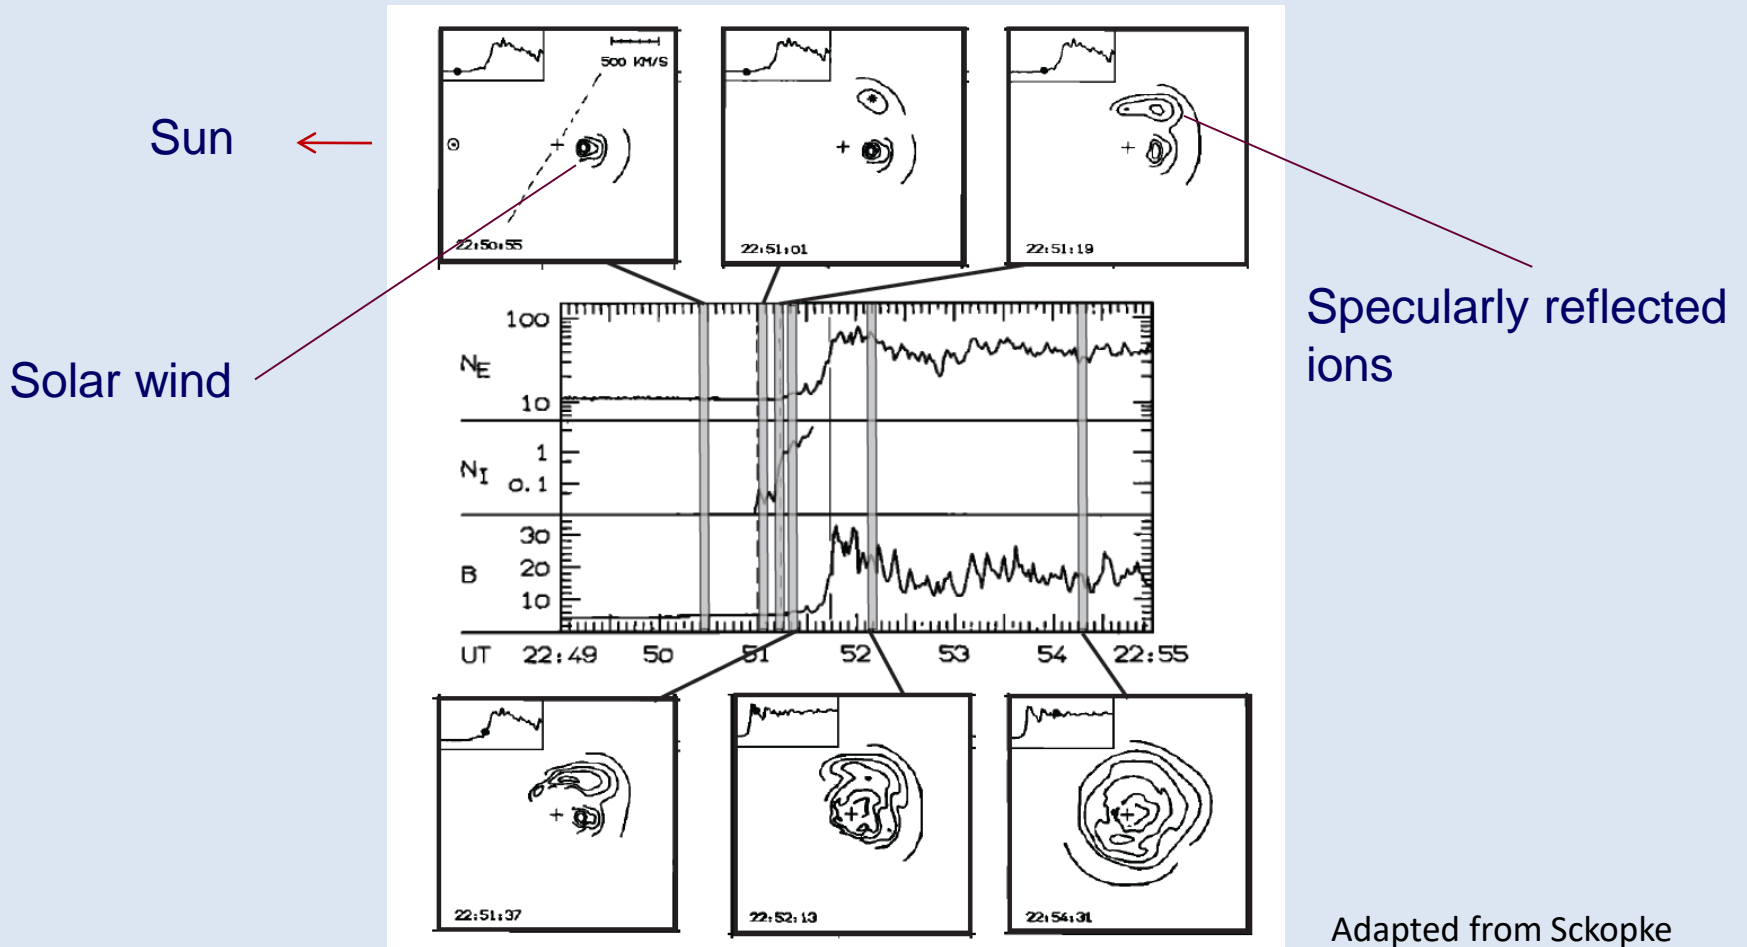 500 KM/S
22:50:55
22:51:01
22:51:19
Sun
Solar wind
Specularly reflected
ions
100
NE
10
1
NI
0.1
30
20
B
10
UT 22:49 50 51 52 53 54 22:55
22:51:37
22:52:13
22:54:31
Adapted from Sckopke